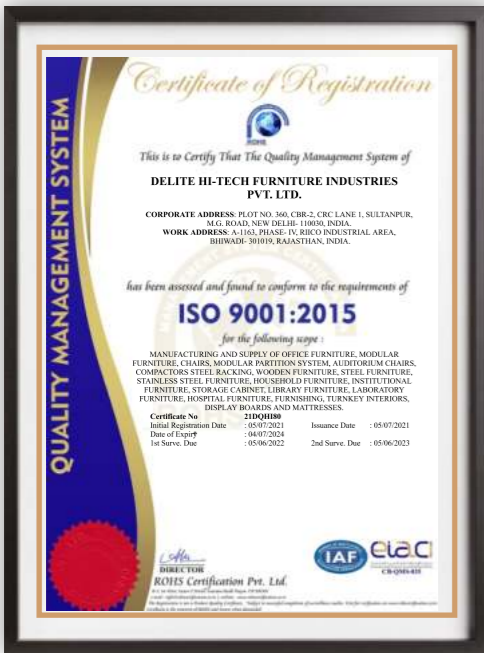 Certificate of Registration
ROHS
This is to Certify That The Quality Management System of
DELITE HI-TECH FURNITURE INDUSTRIES
PVT. LTD.
CORPORATE ADDRESS: PLOT NO. 360, CBR-2, CRC LANE 1, SULTANPUR,
M.G. ROAD, NEW DELHI- 110030, INDIA.
WORK ADDRESS: A-1163, PHASE- IV, RIICO INDUSTRIAL AREA,
BHIWADI- 301019, RAJASTHAN, INDIA.
has been assessed and found to conform to the requirements of
ISO 9001:2015
for the following scope :
MANUFACTURING AND SUPPLY OF OFFICE FURNITURE, MODULAR
FURNITURE, CHAIRS, MODULAR PARTITION SYSTEM, AUDITORIUM CHAIRS,
COMPACTORS STEEL RACKING, WOODEN FURNITURE, STEEL FURNITURE,
STAINLESS STEEL FURNITURE, HOUSEHOLD FURNITURE, INSTITUTIONAL
FURNITURE, STORAGE CABINET, LIBRARY FURNITURE, LABORATORY
FURNITURE, HOSPITAL FURNITURE, FURNISHING, TURNKEY INTERIORS,
DISPLAY BOARDS AND MATTRESSES.
Certificate No 21DQHI80
Initial Registration Date : 05/07/2021 Issuance Date : 05/07/2021
Date of Expiry : 04/07/2024
1st Surve. Due : 05/06/2022 2nd Surve. Due : 05/06/2023
QUALITY MANAGEMENT SYSTEM
DIRECTOR
ROHS Certification Pvt. Ltd.
IAF
eiaci
CB-QMS-025